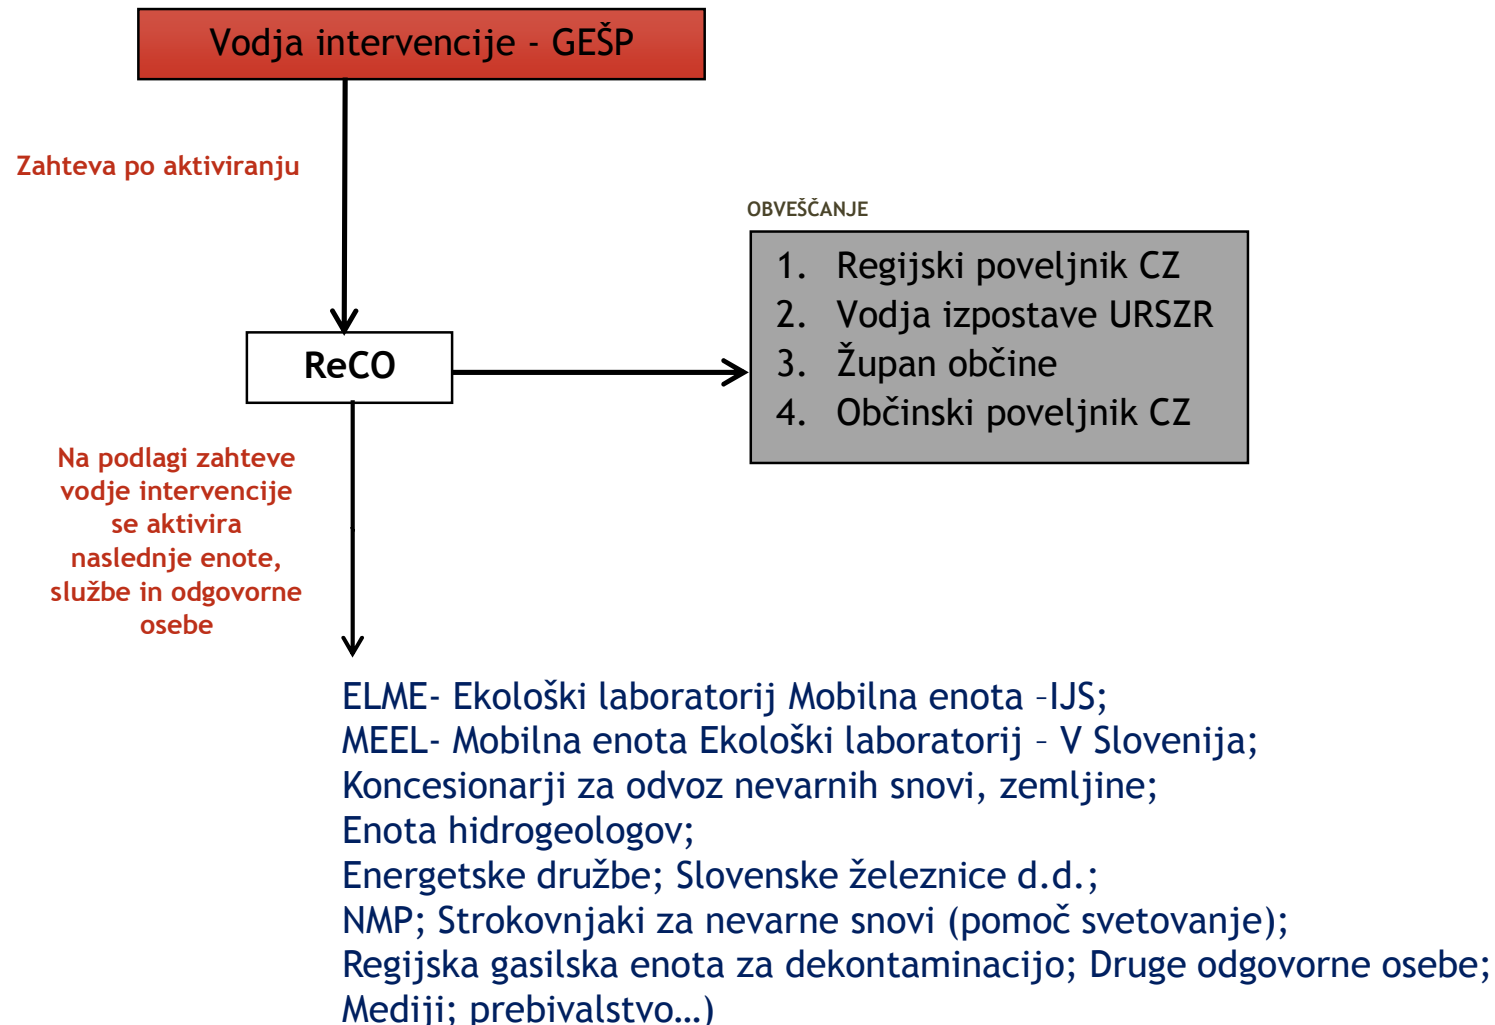 Vodja intervencije - GEŠP
Zahteva po aktiviranju
OBVEŠČANJE
1. Regijski poveljnik CZ
2. Vodja izpostave URSZR
3. Župan občine
4. Občinski poveljnik CZ
ReCO
Na podlagi zahteve
vodje intervencije
se aktivira
naslednje enote,
službe in odgovorne
osebe
ELME- Ekološki laboratorij Mobilna enota –IJS;
MEEL- Mobilna enota Ekološki laboratorij – V Slovenija;
Koncesionarji za odvoz nevarnih snovi, zemljine;
Enota hidrogeologov;
Energetske družbe; Slovenske železnice d.d.;
NMP; Strokovnjaki za nevarne snovi (pomoč svetovanje);
Regijska gasilska enota za dekontaminacijo; Druge odgovorne osebe;
Mediji; prebivalstvo…)